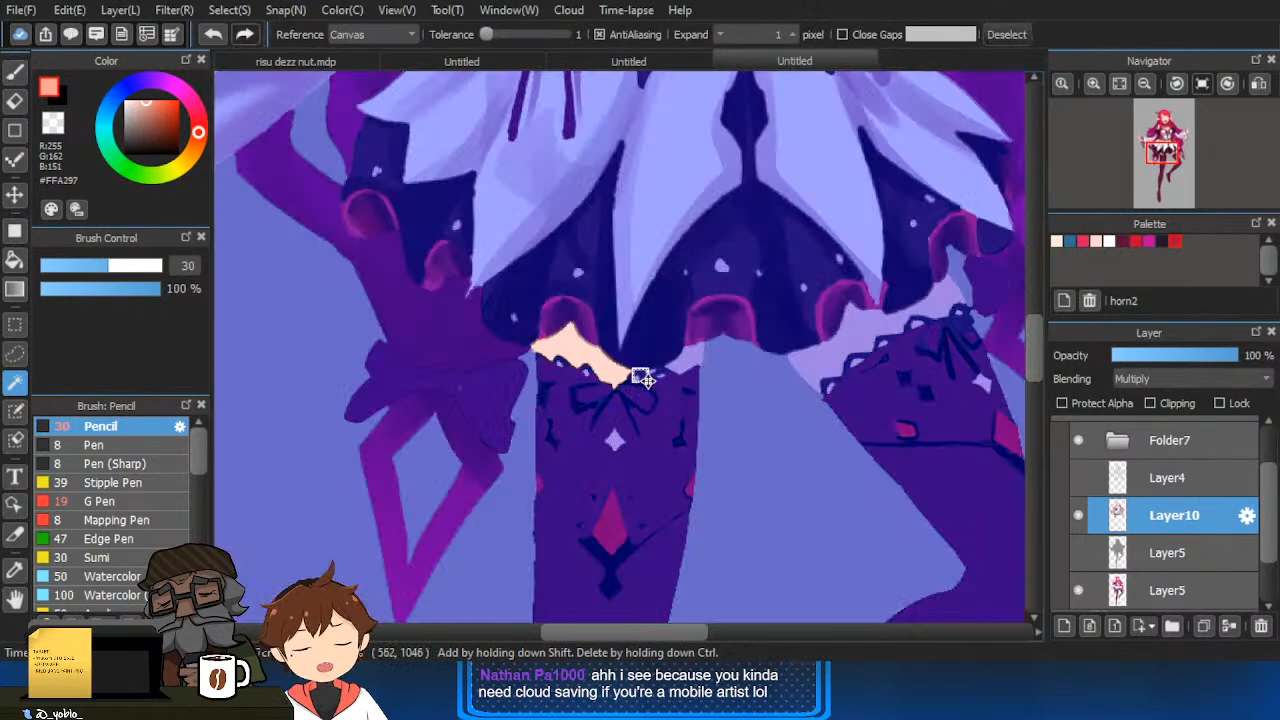 File(F) Edit(E) Layer(L) Filter(R) Select(S) Snap(N) Color(C) View(V) Tool(T) Window(W) Cloud Time-lapse Help
Reference Canvas Tolerance 1 AntiAliasing Expand 1 pixel Close Gaps Deselect
Color
risu dezz nut.mdp Untitled Untitled Untitled
Navigator
R:255
G:162
B:151
#FFA297
Brush Control
30
100 %
Palette
horn2
Layer
Opacity 100 %
Blending Multiply
Protect Alpha Clipping Lock
Folder7
Layer4
Layer10
Layer5
Layer5
Brush: Pencil
30 Pencil
8 Pen
8 Pen (Sharp)
39 Stipple Pen
19 G Pen
8 Mapping Pen
47 Edge Pen
30 Sumi
50 Watercolor
100 Watercolor
( 562, 1046 ) Add by holding down Shift. Delete by holding down Ctrl.
TABLET:
Nathan Pa1000 ahh i see because you kinda
need cloud saving if you're a mobile artist lol
@_yoblo_